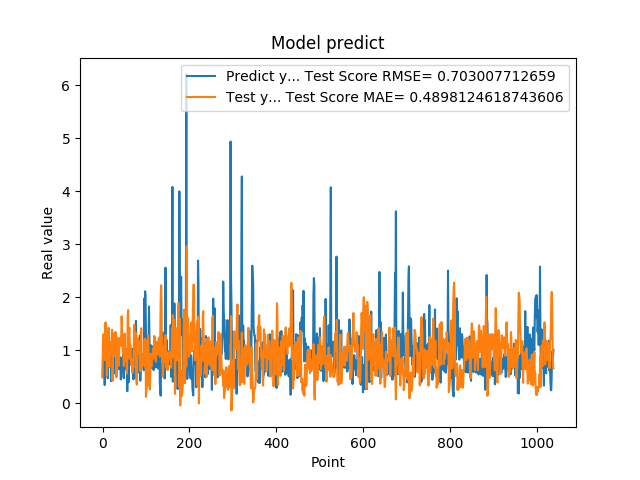 Model predict
Predict y... Test Score RMSE= 0.703007712659
Test y... Test Score MAE= 0.4898124618743606
Real value
6
5
4
3
2
1
0
0 200 400 600 800 1000
Point